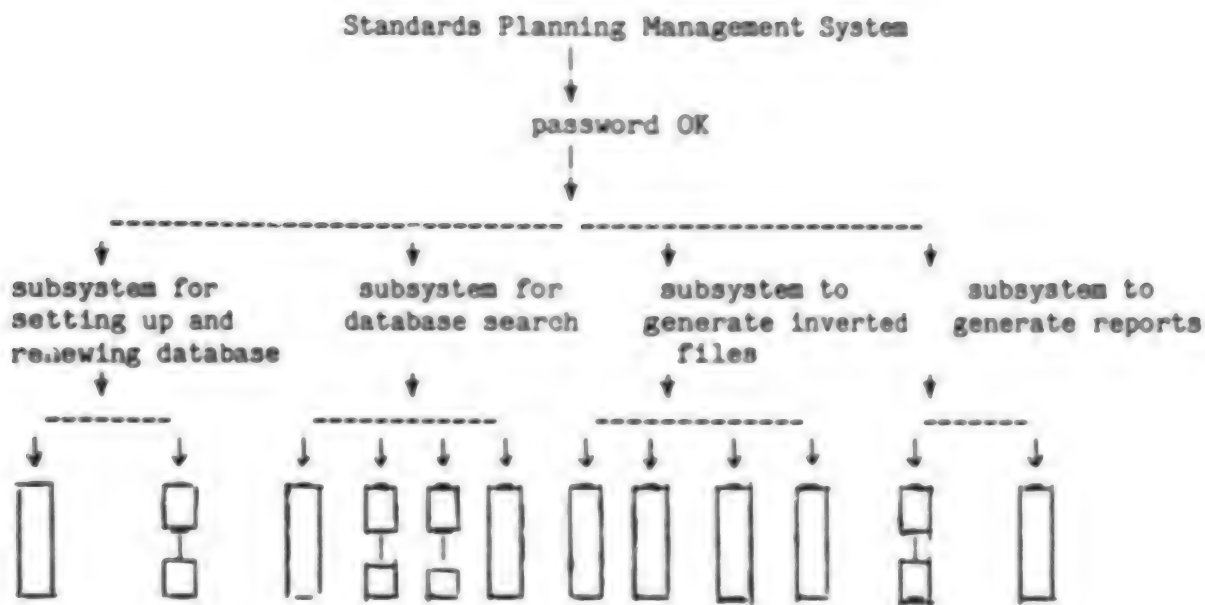 Standards Planning Management System
password OK
subsystem for
setting up and
renewing database
subsystem for
database search
subsystem to
generate inverted
files
subsystem to
generate reports